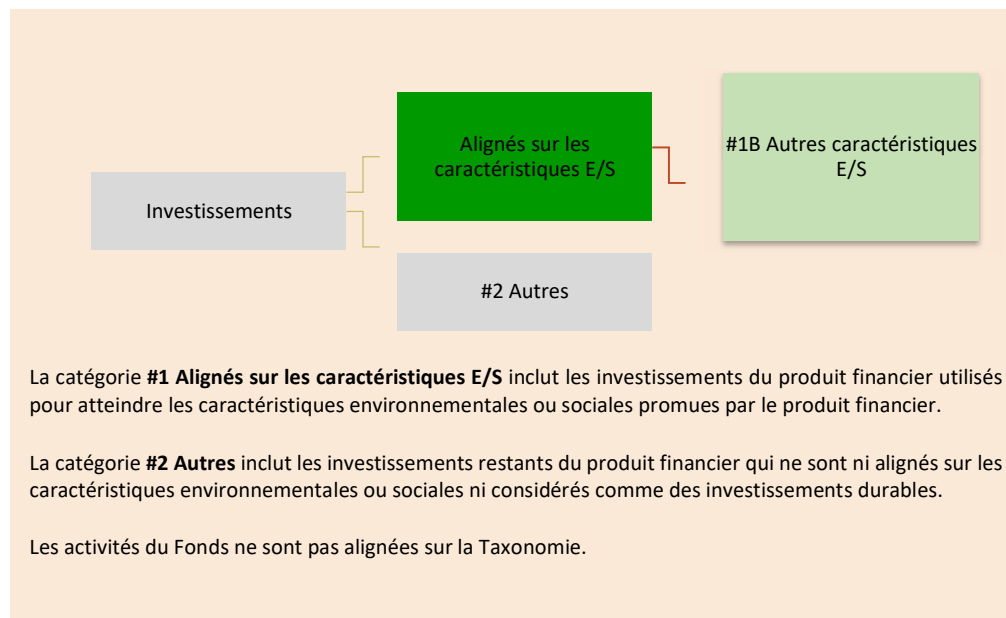 Investissements
Alignés sur les
caractéristiques E/S
#1B Autres caractéristiques
E/S
#2 Autres
La catégorie #1 Alignés sur les caractéristiques E/S inclut les investissements du produit financier utilisés
pour atteindre les caractéristiques environnementales ou sociales promues par le produit financier.
La catégorie #2 Autres inclut les investissements restants du produit financier qui ne sont ni alignés sur les
caractéristiques environnementales ou sociales ni considérés comme des investissements durables.
Les activités du Fonds ne sont pas alignées sur la Taxonomie.